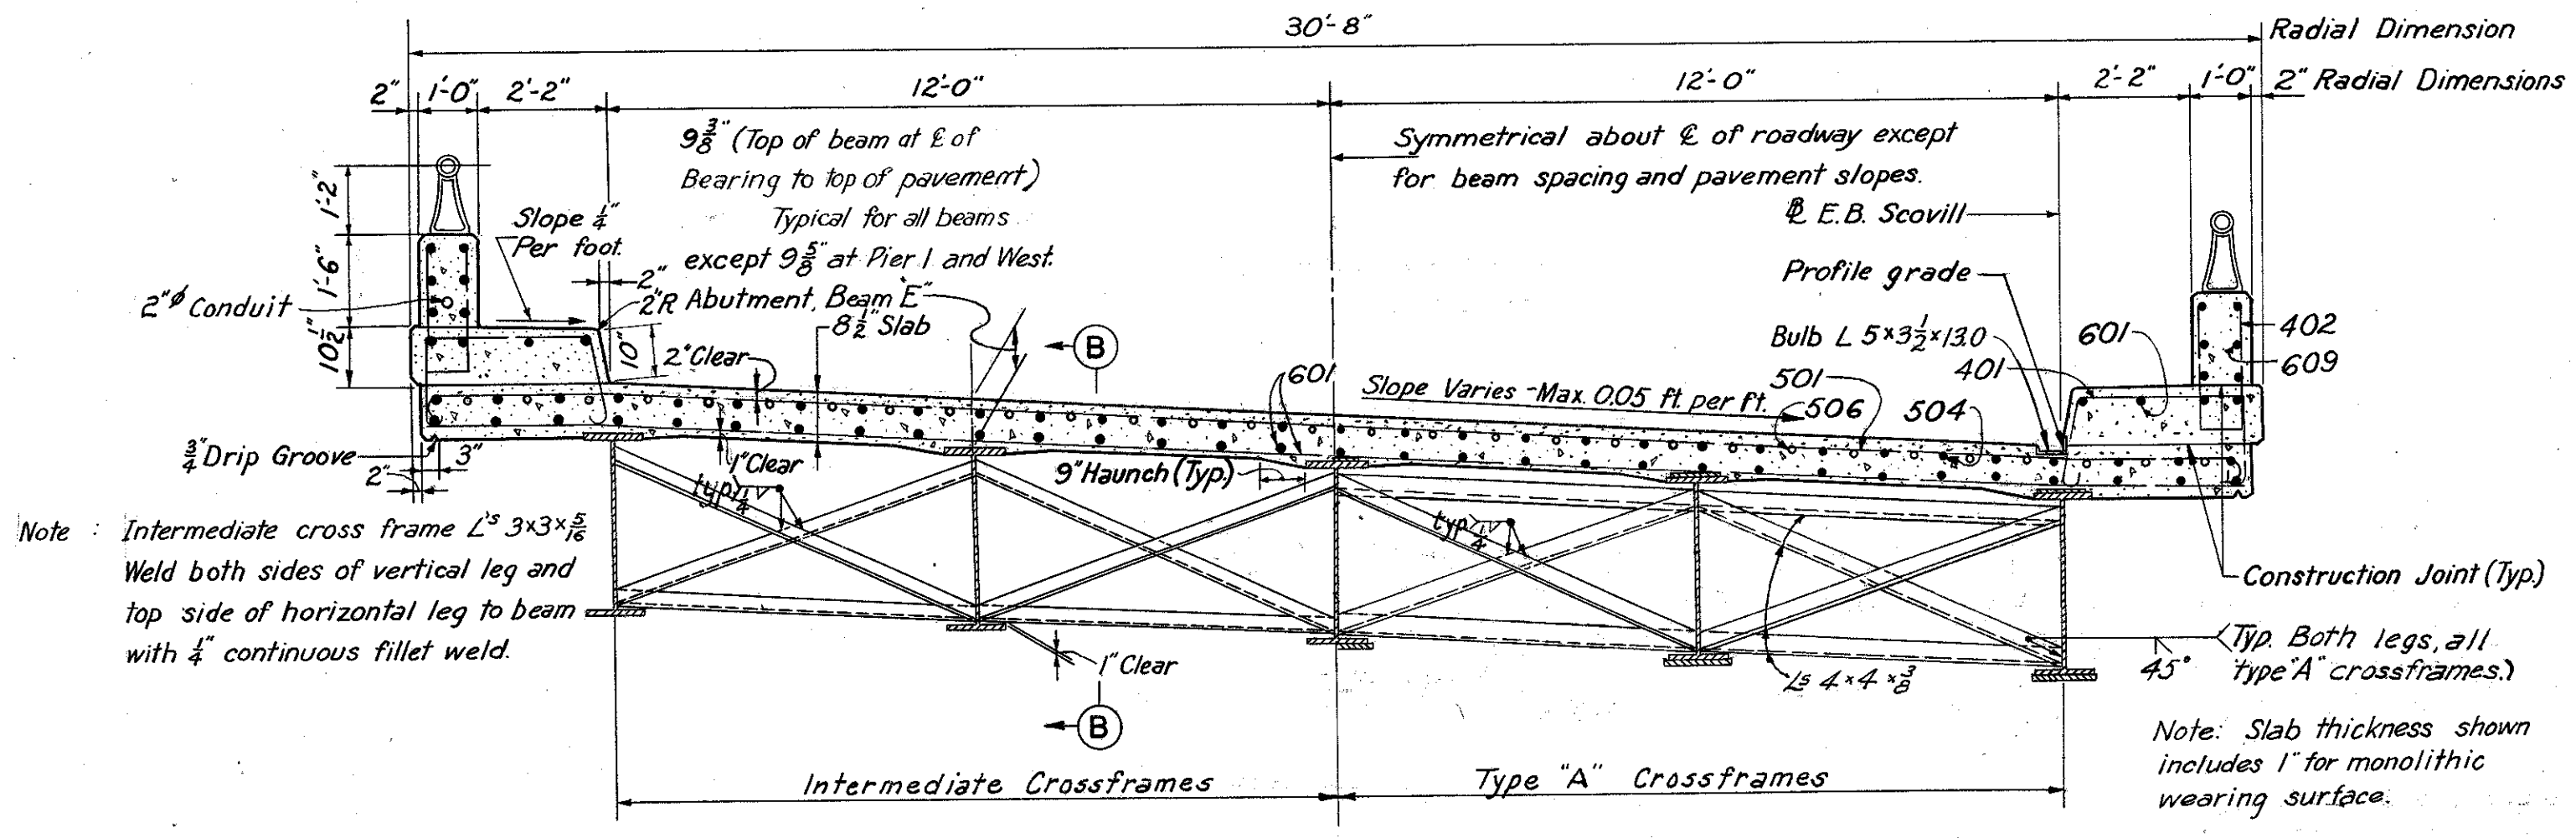 30'-8"
Radial Dimension
2" 1'-0" 2'-2" 12'-0" 12'-0" 2'-2" 1'-0" 2" Radial Dimensions
9 3/8" (Top of beam at ℄ of
Bearing to top of pavement)
Typical for all beams
except 9 5/8" at Pier 1 and West.
Abutment, Beam "E"
Symmetrical about ℄ of roadway except
for beam spacing and pavement slopes.
℄ E.B. Scovill
Profile grade
Bulb L 5×3 1/2×13.0
1'-2"
1'-6"
10 1/2"
Slope 1/4"
Per foot.
2"
2"R
10"
2"ϕ Conduit
8 1/2" Slab
2" Clear
B
601
Slope Varies -Max. 0.05 ft. per ft.
501
506
504
401
601
402
609
3/4" Drip Groove
3"
2"
1" Clear
9" Haunch (Typ.)
typ. 1/4
typ. 1/4
Note : Intermediate cross frame L's 3×3×5/16
Weld both sides of vertical leg and
top side of horizontal leg to beam
with 1/4" continuous fillet weld.
1" Clear
B
Ls 4×4×3/8
Construction Joint (Typ.)
45°
(Typ. Both legs, all
type "A" crossframes.)
Note: Slab thickness shown
includes 1" for monolithic
wearing surface.
Intermediate Crossframes
Type "A" Crossframes